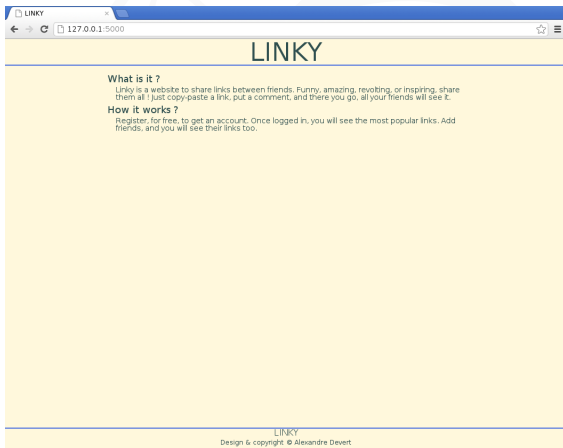 LINKY
127.0.0.1:5000
LINKY
What is it ?
Linky is a website to share links between friends. Funny, amazing, revolting, or inspiring, share
them all ! Just copy-paste a link, put a comment, and there you go, all your friends will see it.
How it works ?
Register, for free, to get an account. Once logged in, you will see the most popular links. Add
friends, and you will see their links too.
LINKY
Design & copyright © Alexandre Devert